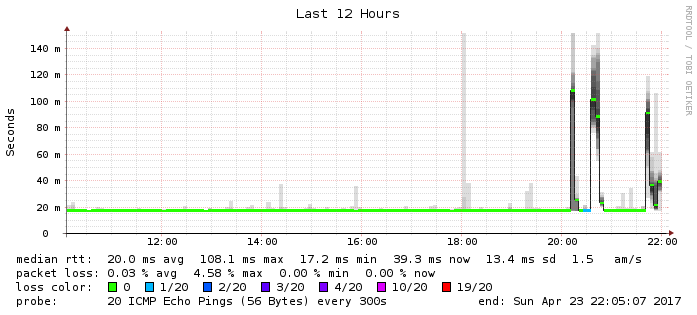 Last 12 Hours
RRDTOOL / TOBI OETIKER
Seconds
140 m
120 m
100 m
80 m
60 m
40 m
20 m
0
12:00 14:00 16:00 18:00 20:00 22:00
median rtt: 20.0 ms avg 108.1 ms max 17.2 ms min 39.3 ms now 13.4 ms sd 1.5 am/s
packet loss: 0.03 % avg 4.58 % max 0.00 % min 0.00 % now
loss color: 0 1/20 2/20 3/20 4/20 10/20 19/20
probe: 20 ICMP Echo Pings (56 Bytes) every 300s end: Sun Apr 23 22:05:07 2017